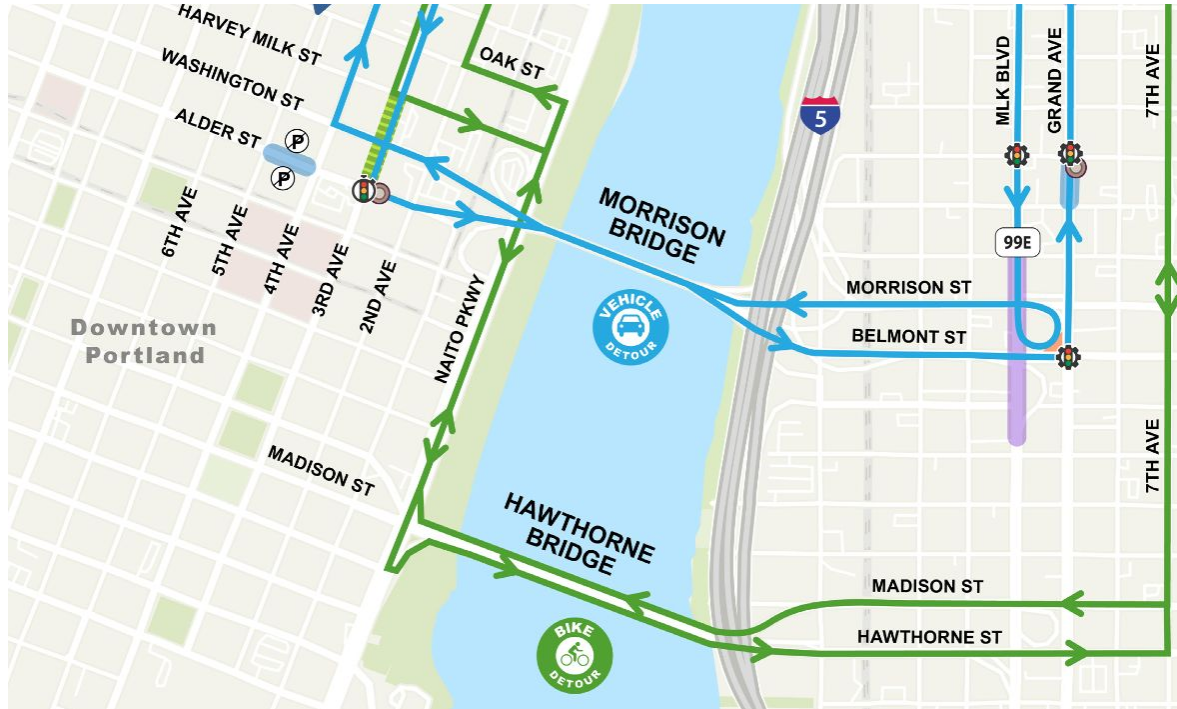 HARVEY MILK ST
WASHINGTON ST
ALDER ST
OAK ST
P
P
6TH AVE
5TH AVE
4TH AVE
3RD AVE
2ND AVE
NAITO PKWY
Downtown
Portland
MADISON ST
MORRISON
BRIDGE
VEHICLE
DETOUR
HAWTHORNE
BRIDGE
BIKE
DETOUR
5
MLK BLVD
GRAND AVE
7TH AVE
99E
MORRISON ST
BELMONT ST
7TH AVE
MADISON ST
HAWTHORNE ST